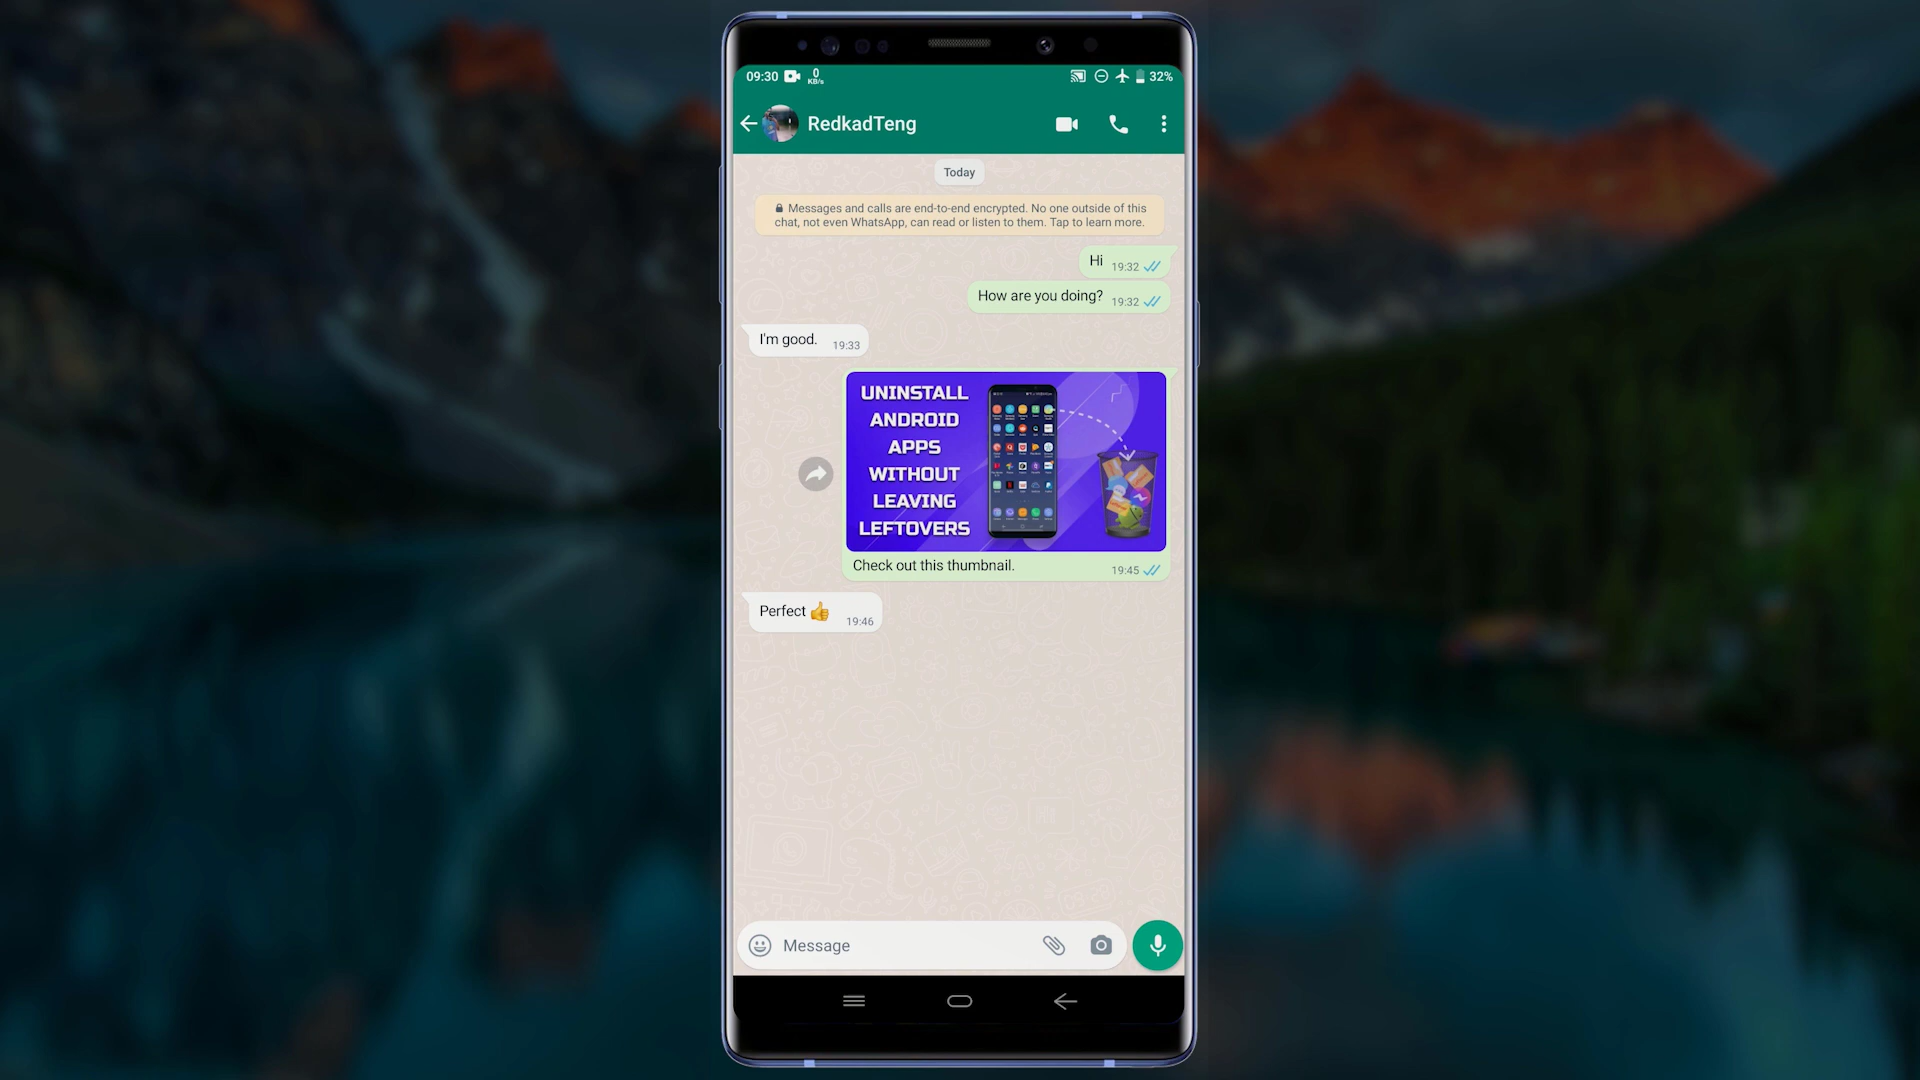 09:30 0 KB/s 32%
RedkadTeng
Today
Messages and calls are end-to-end encrypted. No one outside of this
chat, not even WhatsApp, can read or listen to them. Tap to learn more.
Hi 19:32
How are you doing? 19:32
I'm good. 19:33
UNINSTALL
ANDROID
APPS
WITHOUT
LEAVING
LEFTOVERS
Check out this thumbnail. 19:45
Perfect 👍 19:46
Message